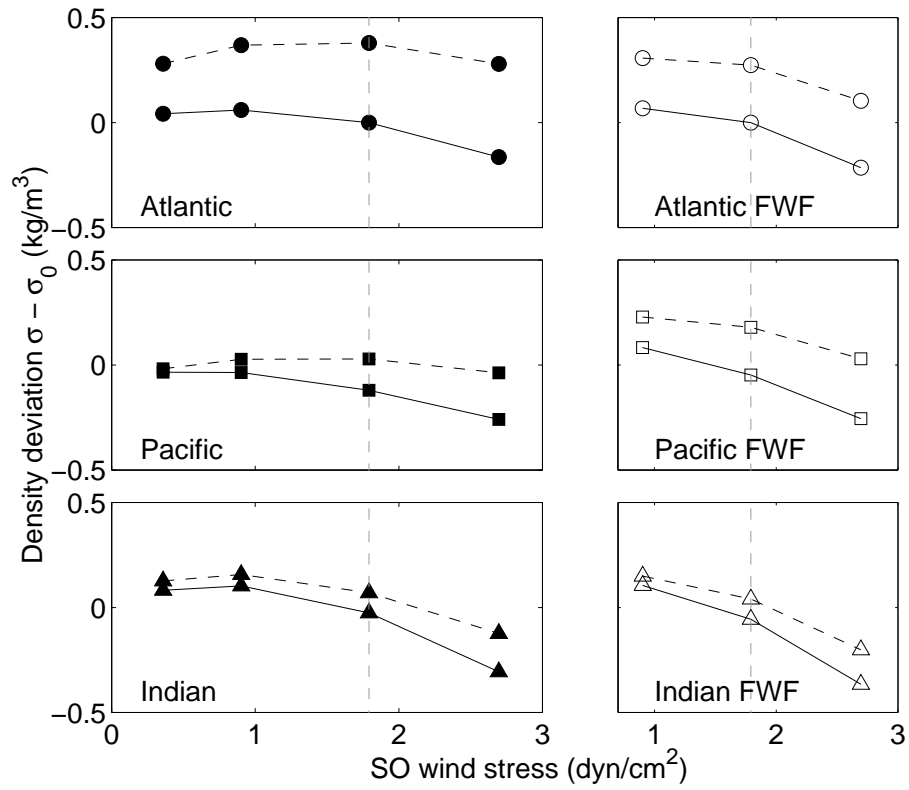 Density deviation σ − σ0 (kg/m3)
0.5
0
−0.5
Atlantic
Atlantic FWF
0.5
0
−0.5
Pacific
Pacific FWF
0.5
0
−0.5
Indian
Indian FWF
0 1 2 3
1 2 3
SO wind stress (dyn/cm2)